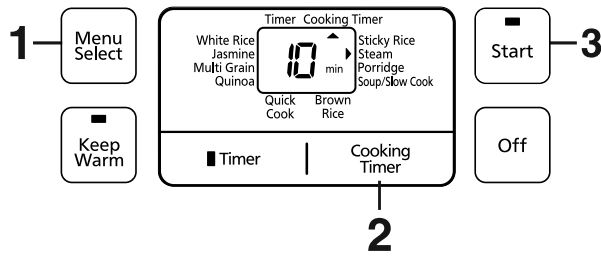 Timer Cooking Timer
1
Menu
Select
White Rice
Jasmine
Multi Grain
Quinoa
10
min
Sticky Rice
Steam
Porridge
Soup/Slow Cook
Start
3
Quick
Cook
Brown
Rice
Keep
Warm
Timer
Cooking
Timer
Off
2